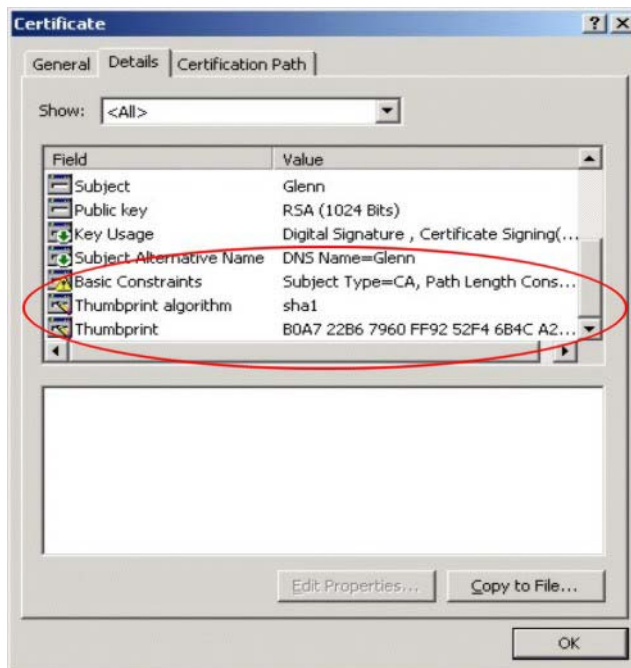 Certificate
General Details Certification Path
Show: <All>
Field Value
Subject Glenn
Public key RSA (1024 Bits)
Key Usage Digital Signature , Certificate Signing(...
Subject Alternative Name DNS Name=Glenn
Basic Constraints Subject Type=CA, Path Length Cons...
Thumbprint algorithm sha1
Thumbprint B0A7 22B6 7960 FF92 52F4 6B4C A2...
Edit Properties... Copy to File...
OK